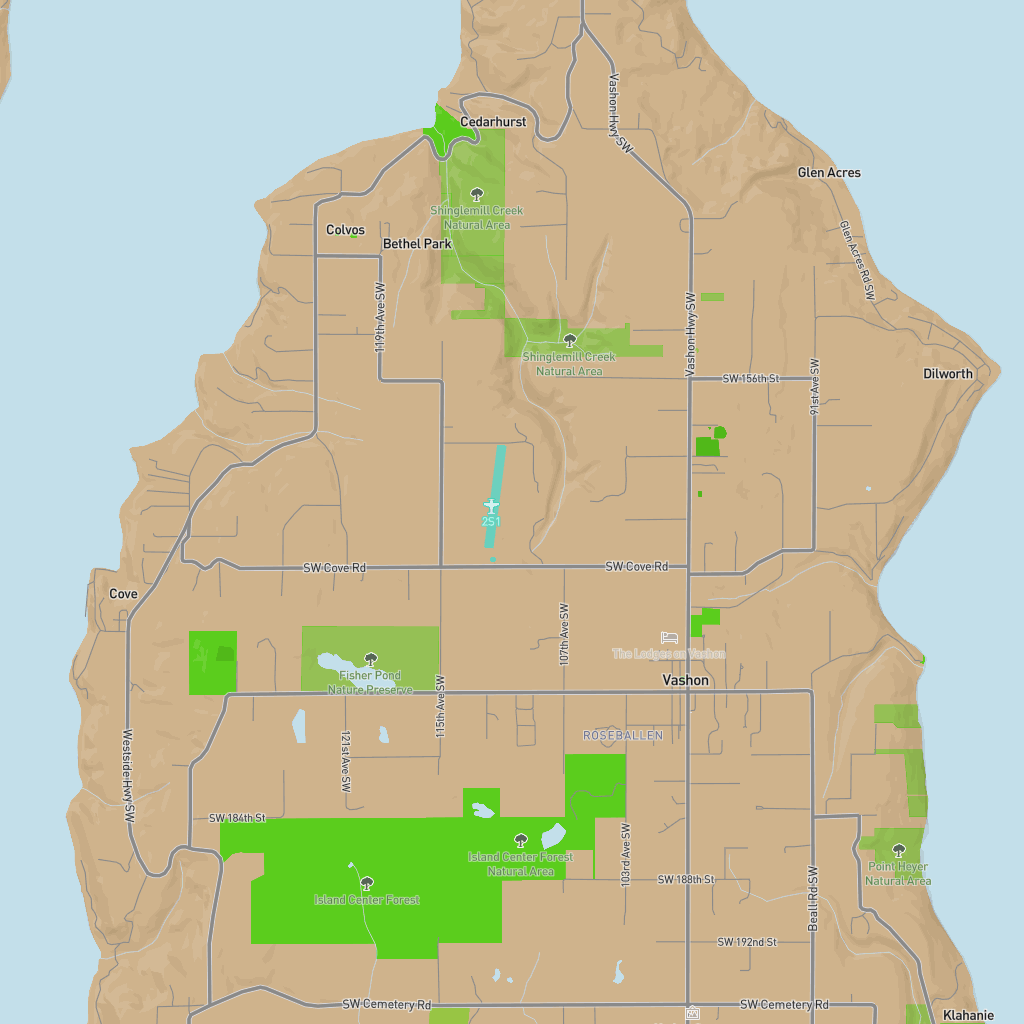 Cedarhurst
Vashon Hwy SW
Glen Acres
Shinglemill Creek
Natural Area
Colvos
Bethel Park
Glen Acres Rd SW
119th Ave SW
Vashon Hwy SW
Shinglemill Creek
Natural Area
Dilworth
SW 156th St
91st Ave SW
2S1
SW Cove Rd
SW Cove Rd
Cove
107th Ave SW
The Lodges on Vashon
Fisher Pond
Nature Preserve
Vashon
115th Ave SW
ROSEBALLEN
121st Ave SW
Westside Hwy SW
SW 184th St
Island Center Forest
Natural Area
103rd Ave SW
Point Heyer
Natural Area
SW 188th St
Island Center Forest
Beall Rd SW
SW 192nd St
SW Cemetery Rd
SW Cemetery Rd
Klahanie